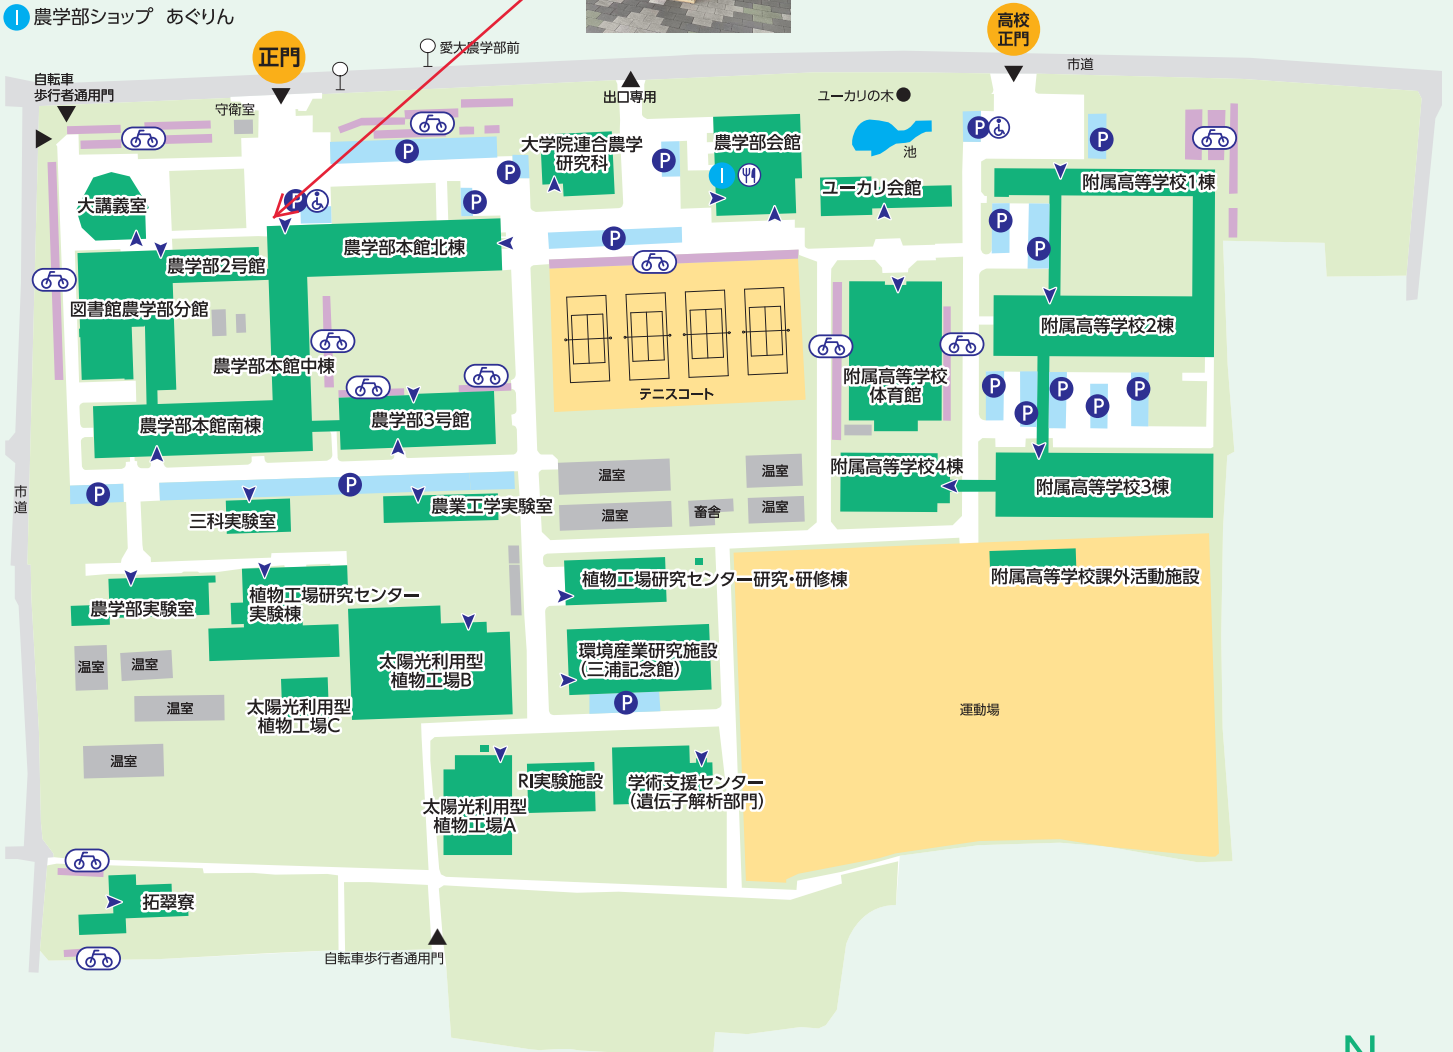 I 農学部ショップ あぐりん
高校
正門
正門
愛大農学部前
市道
自転車
歩行者通用門
守衛室
出口専用
ユーカリの木
P
P
大学院連合農学
研究科
農学部会館
池
P
P
P
I
大講義室
ユーカリ会館
附属高等学校1棟
P
P
P
P
P
農学部本館北棟
農学部2号館
図書館農学部分館
附属高等学校2棟
農学部本館中棟
附属高等学校
体育館
テニスコート
P
P
P
P
P
農学部本館南棟
農学部3号館
市
道
附属高等学校4棟
附属高等学校3棟
温室
温室
P
P
三科実験室
農業工学実験室
温室
畜舎
温室
植物工場研究センター研究・研修棟
附属高等学校課外活動施設
農学部実験室
植物工場研究センター
実験棟
温室
温室
太陽光利用型
植物工場B
環境産業研究施設
(三浦記念館)
P
温室
太陽光利用型
植物工場C
運動場
温室
太陽光利用型
植物工場A
RI実験施設
学術支援センター
(遺伝子解析部門)
拓翠寮
自転車歩行者通用門
N